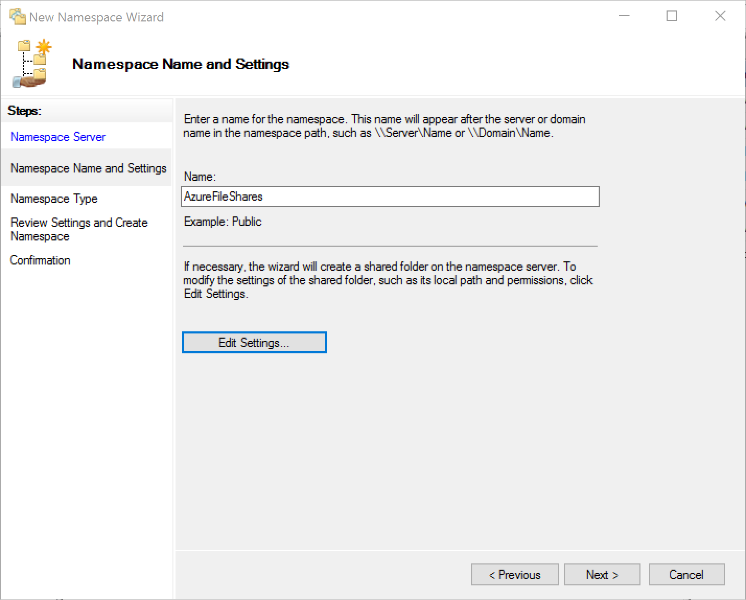 New Namespace Wizard
Namespace Name and Settings
Steps:
Namespace Server
Namespace Name and Settings
Namespace Type
Review Settings and Create
Namespace
Confirmation
Enter a name for the namespace. This name will appear after the server or domain
name in the namespace path, such as \\Server\Name or \\Domain\Name.
Name:
AzureFileShares
Example: Public
If necessary, the wizard will create a shared folder on the namespace server. To
modify the settings of the shared folder, such as its local path and permissions, click
Edit Settings.
Edit Settings...
< Previous
Next >
Cancel